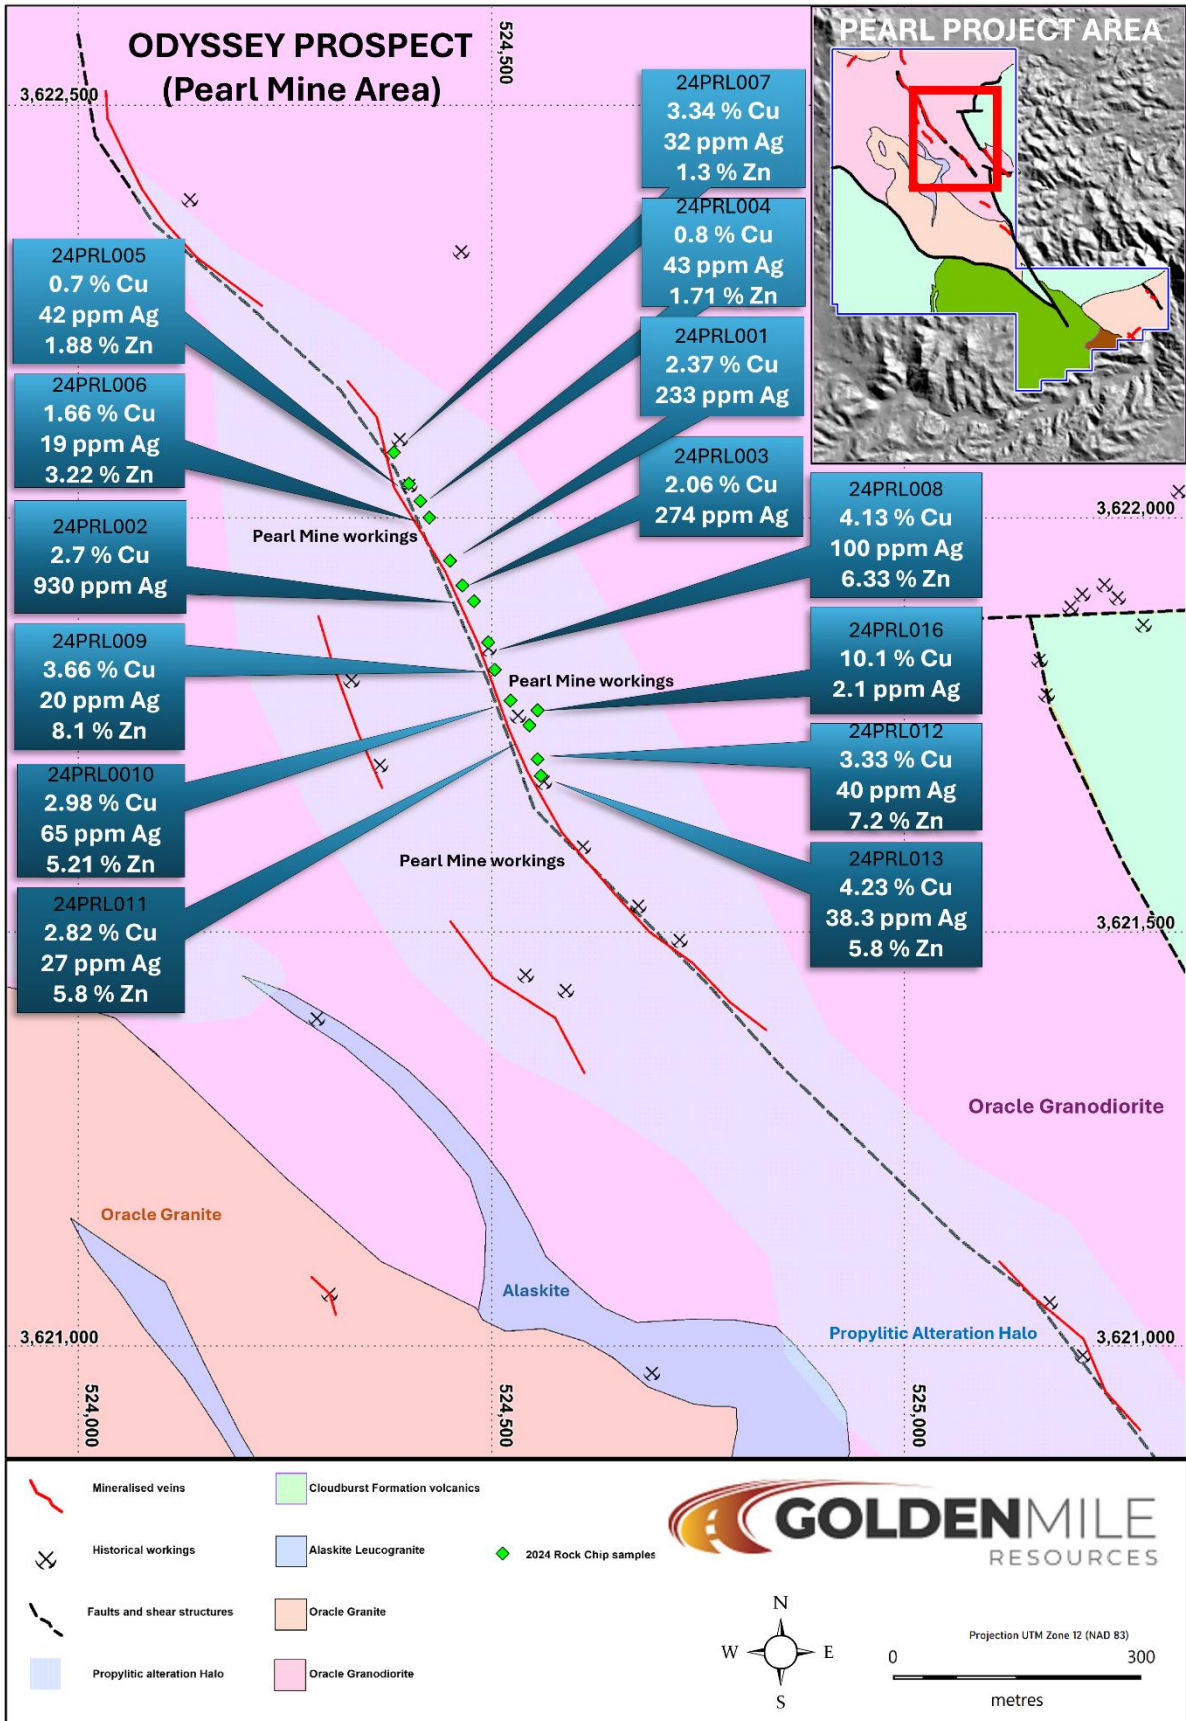 ODYSSEY PROSPECT
(Pearl Mine Area)
524,500
PEARL PROJECT AREA
3,622,500
24PRL007
3.34 % Cu
32 ppm Ag
1.3 % Zn
24PRL004
0.8 % Cu
43 ppm Ag
1.71 % Zn
24PRL005
0.7 % Cu
42 ppm Ag
1.88 % Zn
24PRL001
2.37 % Cu
233 ppm Ag
24PRL006
1.66 % Cu
19 ppm Ag
3.22 % Zn
24PRL003
2.06 % Cu
274 ppm Ag
24PRL008
4.13 % Cu
100 ppm Ag
6.33 % Zn
3,622,000
24PRL002
2.7 % Cu
930 ppm Ag
Pearl Mine workings
24PRL016
10.1 % Cu
2.1 ppm Ag
24PRL009
3.66 % Cu
20 ppm Ag
8.1 % Zn
Pearl Mine workings
24PRL012
3.33 % Cu
40 ppm Ag
7.2 % Zn
24PRL0010
2.98 % Cu
65 ppm Ag
5.21 % Zn
Pearl Mine workings
24PRL013
4.23 % Cu
38.3 ppm Ag
5.8 % Zn
24PRL011
2.82 % Cu
27 ppm Ag
5.8 % Zn
3,621,500
Oracle Granodiorite
Oracle Granite
Alaskite
Propylitic Alteration Halo
3,621,000
3,621,000
524,000
524,500
525,000
Mineralised veins
Historical workings
Faults and shear structures
Propylitic alteration Halo
Cloudburst Formation volcanics
Alaskite Leucogranite
Oracle Granite
Oracle Granodiorite
2024 Rock Chip samples
GOLDENMILE
RESOURCES
N
W
E
S
Projection UTM Zone 12 (NAD 83)
0
300
metres